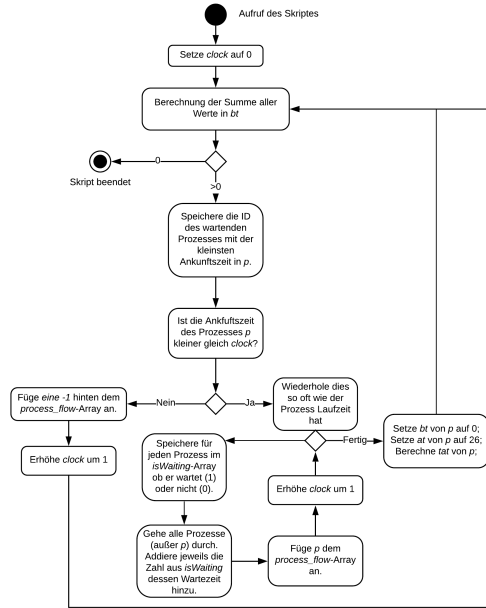 Aufruf des Skriptes
Setze clock auf 0
Berechnung der Summe aller
Werte in bt
0
Skript beendet
>0
Speichere die ID
des wartenden
Prozesses mit der
kleinsten
Ankunftszeit in p.
Ist die Ankfuftszeit
des Prozesses p
kleiner gleich clock?
Nein
Ja
Füge eine -1 hinten dem
process_flow-Array an.
Erhöhe clock um 1
Wiederhole dies
so oft wie der
Prozess Laufzeit
hat
Fertig
Setze bt von p auf 0;
Setze at von p auf 26;
Berechne tat von p;
Speichere für
jeden Prozess im
isWaiting-Array
ob er wartet (1)
oder nicht (0).
Gehe alle Prozesse
(außer p) durch.
Addiere jeweils die
Zahl aus isWaiting
dessen Wartezeit
hinzu.
Füge p dem
process_flow-Array
an.
Erhöhe clock um 1